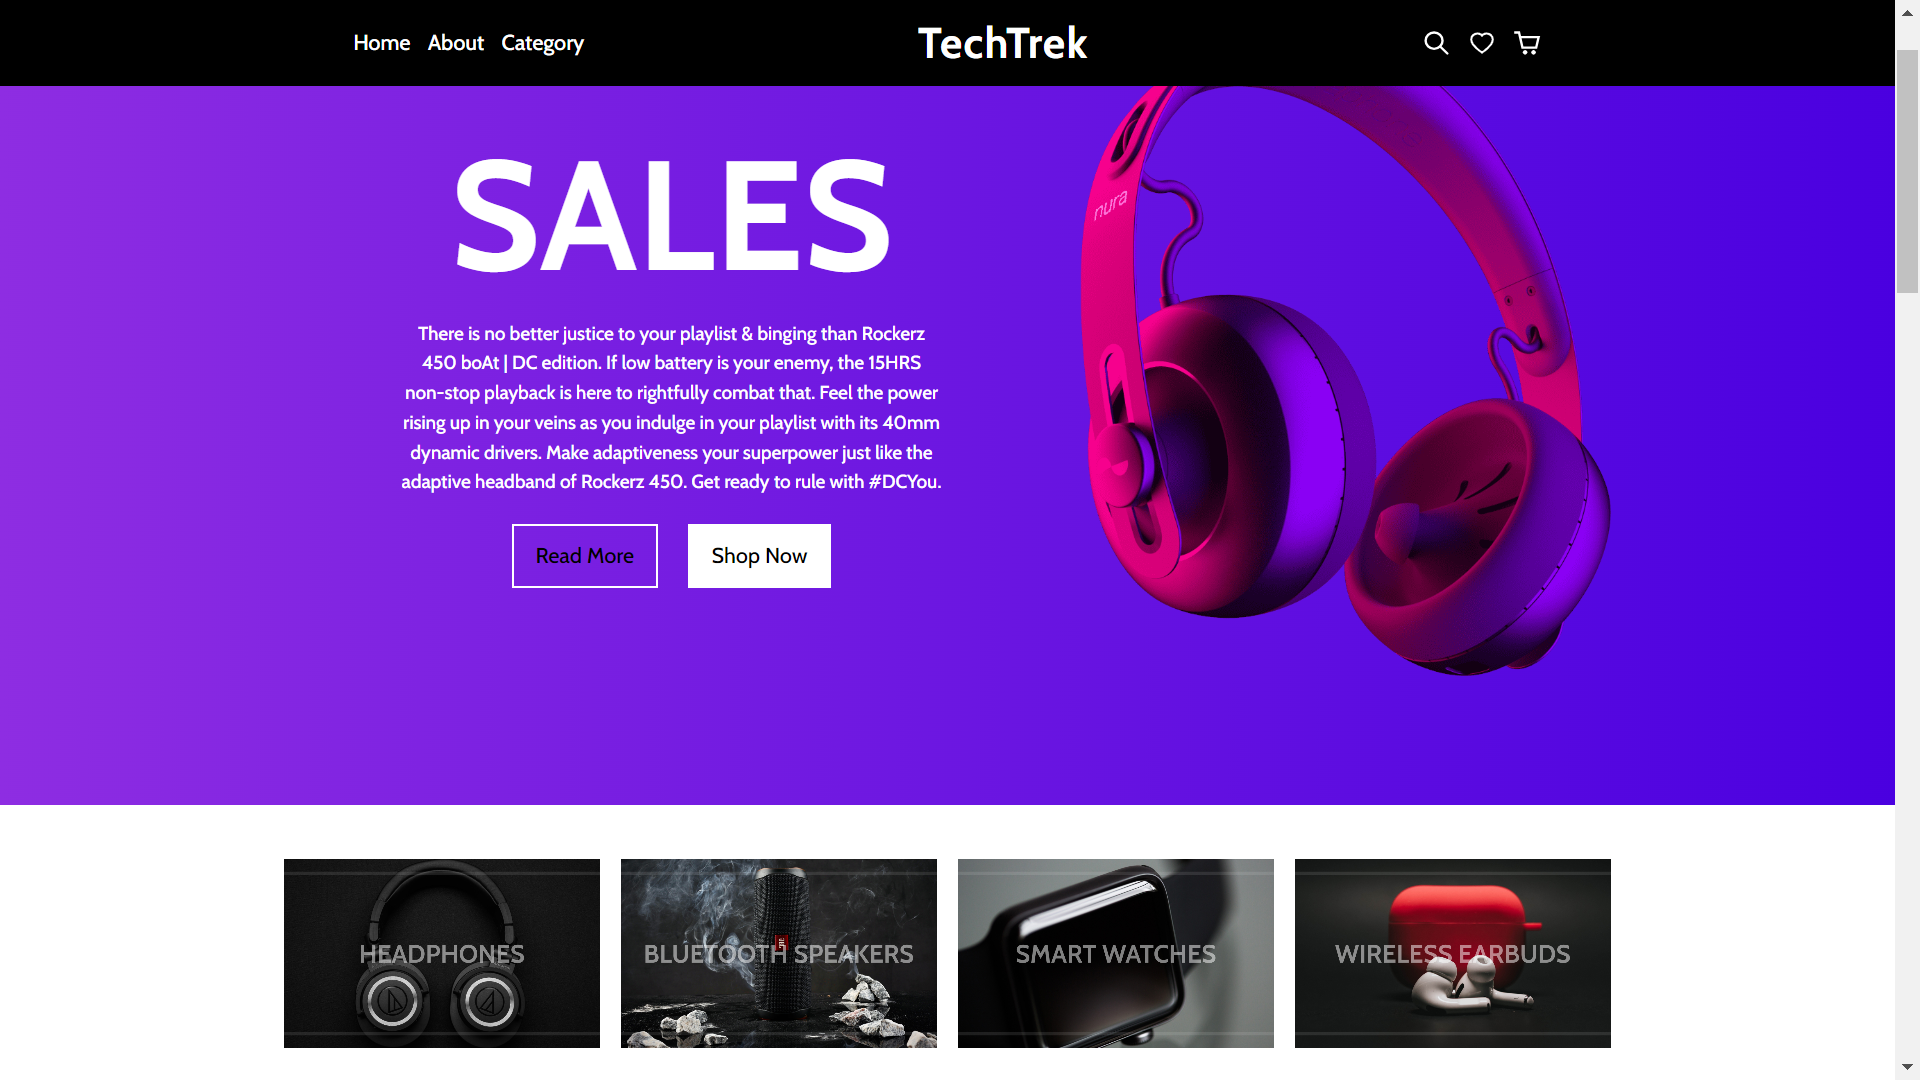 Home About Category
TechTrek
SALES
nura
There is no better justice to your playlist & binging than Rockerz
450 boAt | DC edition. If low battery is your enemy, the 15HRS
non-stop playback is here to rightfully combat that. Feel the power
rising up in your veins as you indulge in your playlist with its 40mm
dynamic drivers. Make adaptiveness your superpower just like the
adaptive headband of Rockerz 450. Get ready to rule with #DCYou.
Read More
Shop Now
HEADPHONES
BLUETOOTH SPEAKERS
JBL
SMART WATCHES
WIRELESS EARBUDS